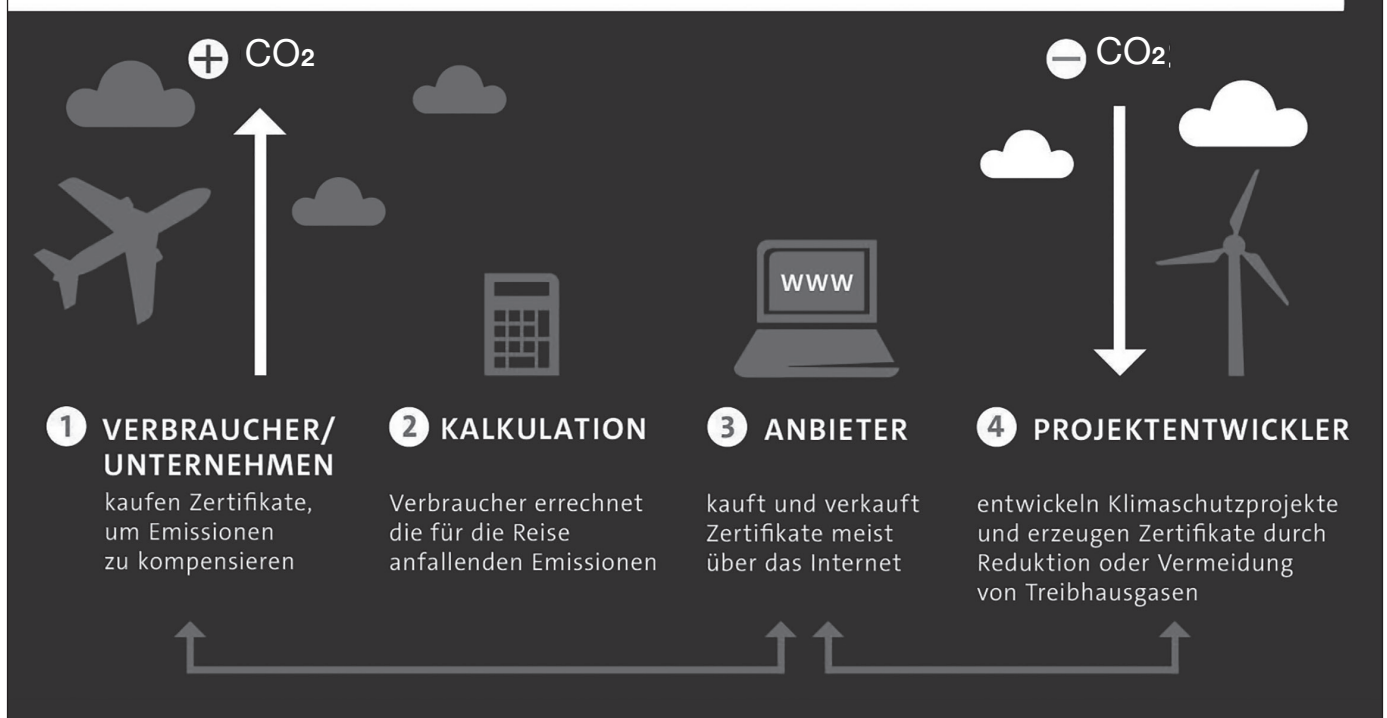 + CO₂
− CO₂
WWW
1 VERBRAUCHER/
UNTERNEHMEN
kaufen Zertifikate,
um Emissionen
zu kompensieren
2 KALKULATION
Verbraucher errechnet
die für die Reise
anfallenden Emissionen
3 ANBIETER
kauft und verkauft
Zertifikate meist
über das Internet
4 PROJEKTENTWICKLER
entwickeln Klimaschutzprojekte
und erzeugen Zertifikate durch
Reduktion oder Vermeidung
von Treibhausgasen